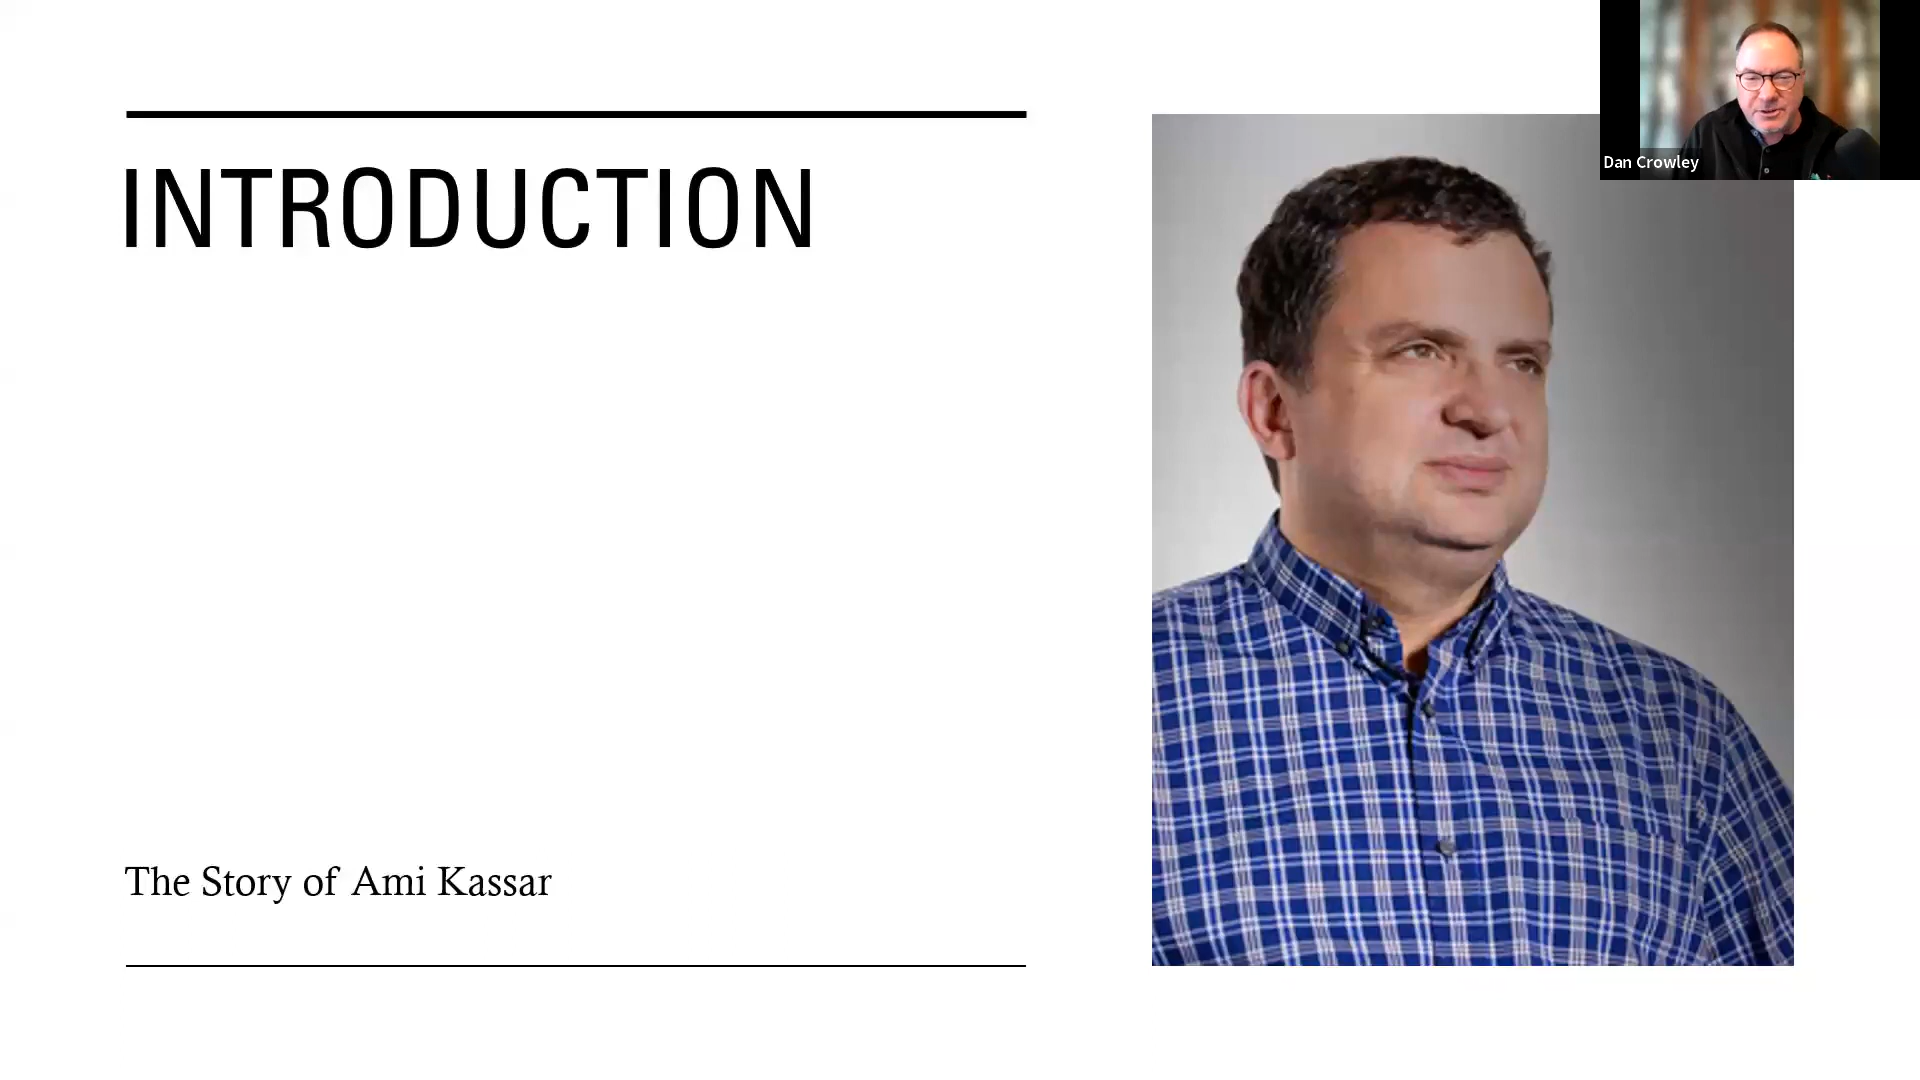 INTRODUCTION
The Story of Ami Kassar
Dan Crowley